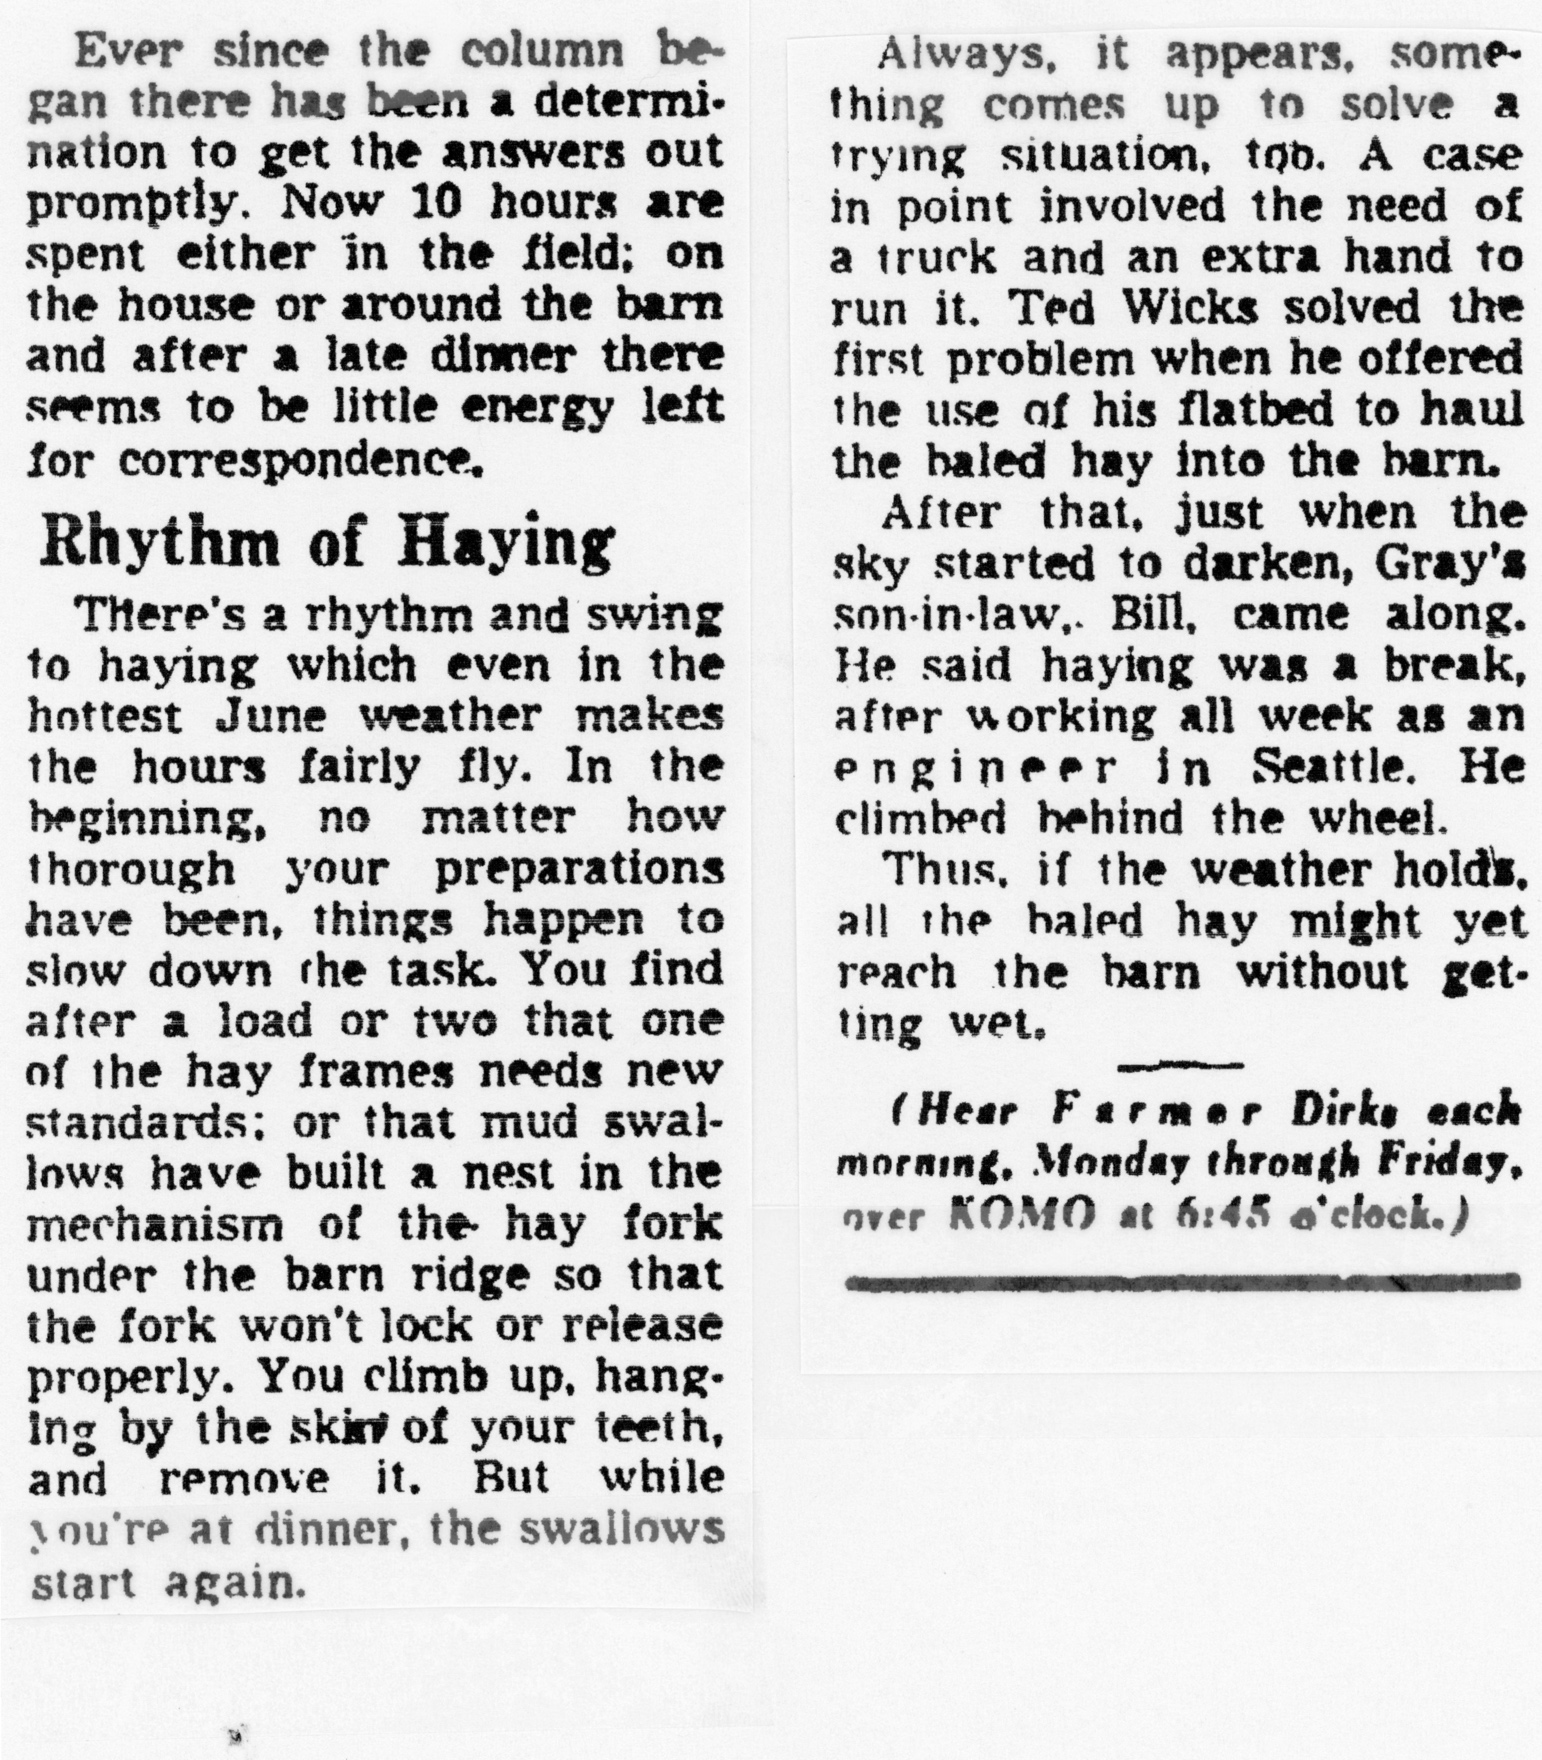 Ever since the column be-
gan there has been a determi-
nation to get the answers out
promptly. Now 10 hours are
spent either in the field; on
the house or around the barn
and after a late dinner there
seems to be little energy left
for correspondence.
Rhythm of Haying
There's a rhythm and swing
to haying which even in the
hottest June weather makes
the hours fairly fly. In the
beginning, no matter how
thorough your preparations
have been, things happen to
slow down the task. You find
after a load or two that one
of the hay frames needs new
standards; or that mud swal-
lows have built a nest in the
mechanism of the hay fork
under the barn ridge so that
the fork won't lock or release
properly. You climb up, hang-
ing by the skin of your teeth,
and remove it. But while
you're at dinner, the swallows
start again.
Always, it appears, some-
thing comes up to solve a
trying situation, too. A case
in point involved the need of
a truck and an extra hand to
run it. Ted Wicks solved the
first problem when he offered
the use of his flatbed to haul
the baled hay into the barn.
After that, just when the
sky started to darken, Gray's
son-in-law, Bill, came along.
He said haying was a break,
after working all week as an
engineer in Seattle. He
climbed behind the wheel.
Thus, if the weather holds,
all the baled hay might yet
reach the barn without get-
ting wet.
(Hear Farmer Dirks each
morning, Monday through Friday,
over KOMO at 6:45 o'clock.)